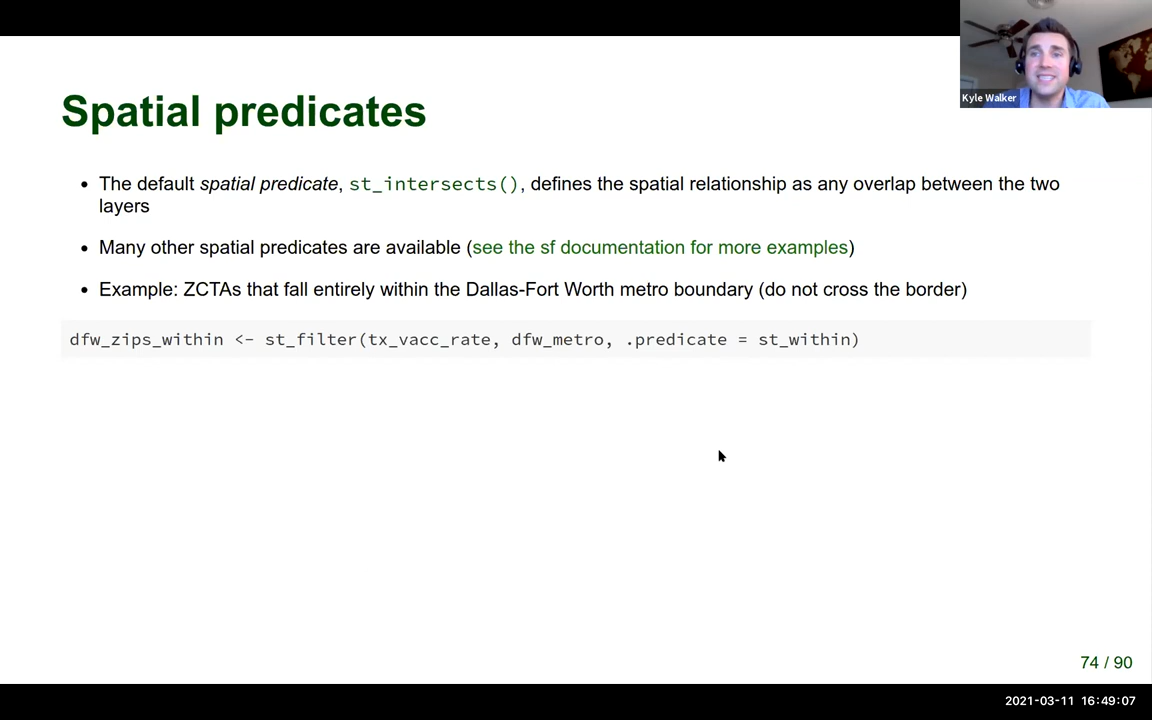 Kyle Walker
Spatial predicates
The default spatial predicate, st_intersects(), defines the spatial relationship as any overlap between the two
layers
Many other spatial predicates are available (see the sf documentation for more examples)
Example: ZCTAs that fall entirely within the Dallas-Fort Worth metro boundary (do not cross the border)
dfw_zips_within <- st_filter(tx_vacc_rate, dfw_metro, .predicate = st_within)
74 / 90
2021-03-11 16:49:07